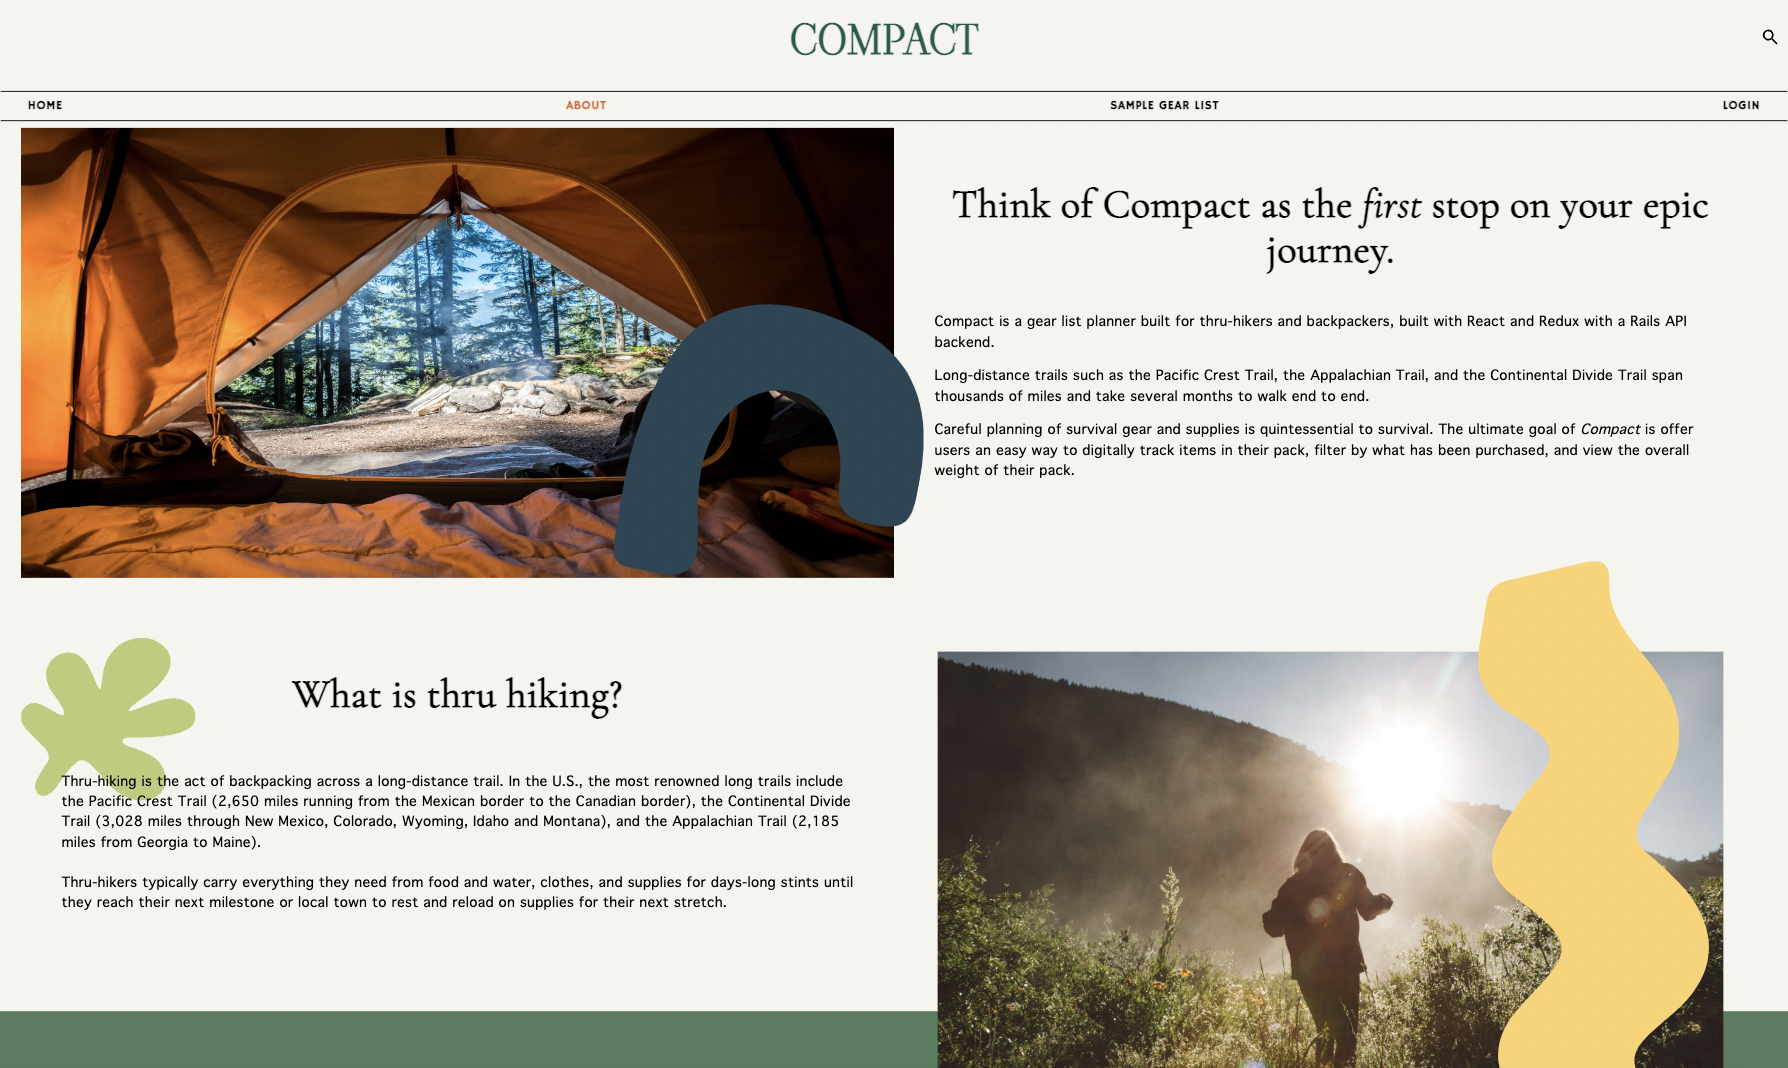 COMPACT
HOME
ABOUT
SAMPLE GEAR LIST
LOGIN
Think of Compact as the first stop on your epic
journey.
Compact is a gear list planner built for thru-hikers and backpackers, built with React and Redux with a Rails API
backend.
Long-distance trails such as the Pacific Crest Trail, the Appalachian Trail, and the Continental Divide Trail span
thousands of miles and take several months to walk end to end.
Careful planning of survival gear and supplies is quintessential to survival. The ultimate goal of Compact is offer
users an easy way to digitally track items in their pack, filter by what has been purchased, and view the overall
weight of their pack.
What is thru hiking?
Thru-hiking is the act of backpacking across a long-distance trail. In the U.S., the most renowned long trails include
the Pacific Crest Trail (2,650 miles running from the Mexican border to the Canadian border), the Continental Divide
Trail (3,028 miles through New Mexico, Colorado, Wyoming, Idaho and Montana), and the Appalachian Trail (2,185
miles from Georgia to Maine).
Thru-hikers typically carry everything they need from food and water, clothes, and supplies for days-long stints until
they reach their next milestone or local town to rest and reload on supplies for their next stretch.